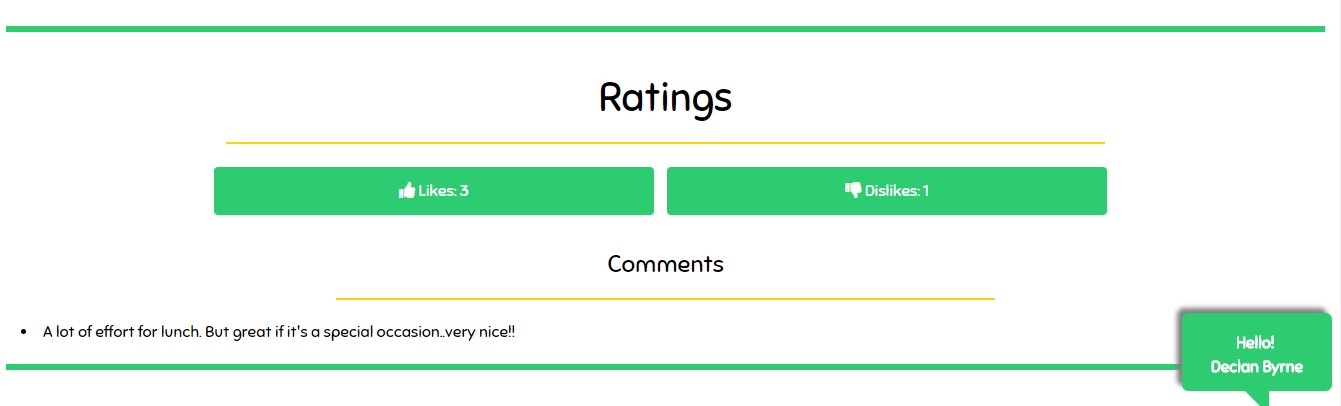 Ratings
Likes: 3
Dislikes: 1
Comments
A lot of effort for lunch. But great if it's a special occasion..very nice!!
Hello!
Declan Byrne